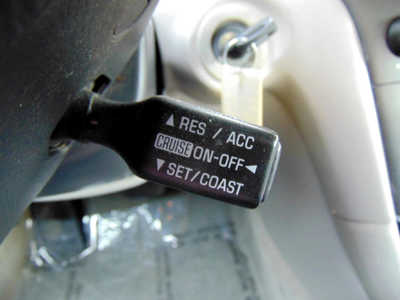 ▲ RES / ACC
CRUISE ON-OFF ◄
▼ SET/COAST